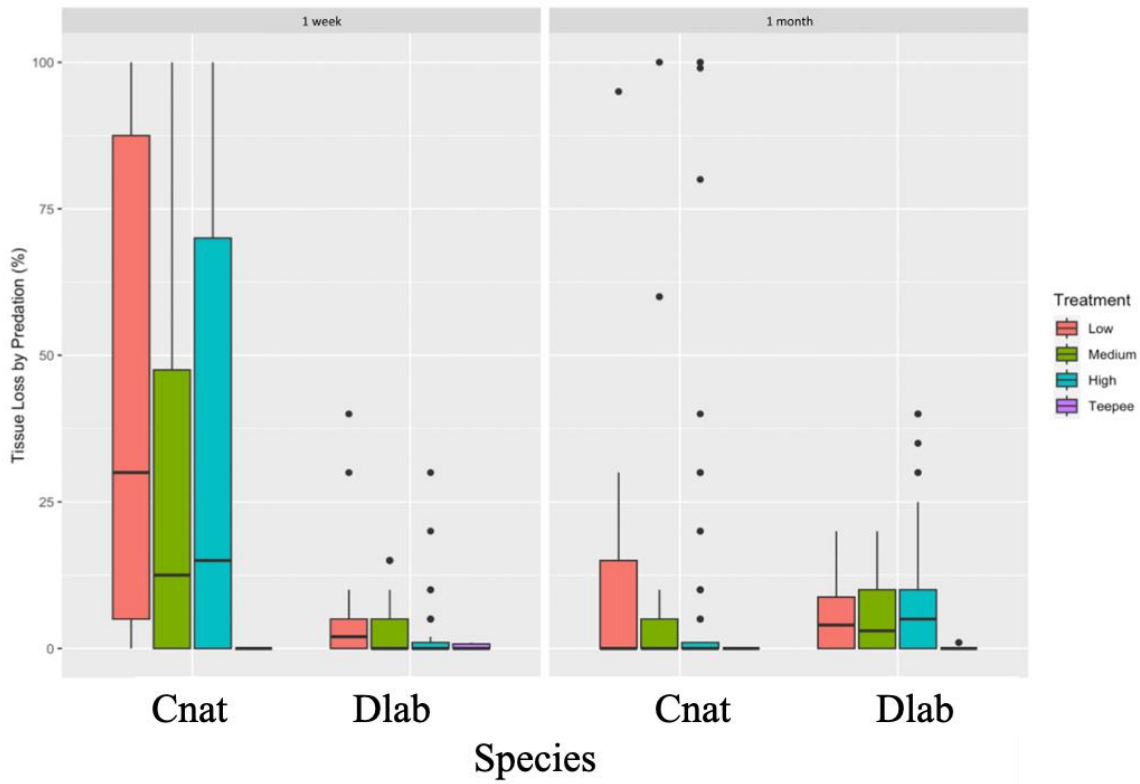 1 week 1 month
100
75
50
25
0
Tissue Loss by Predation (%)
Cnat Dlab Cnat Dlab
Species
Treatment
Low
Medium
High
Teepee